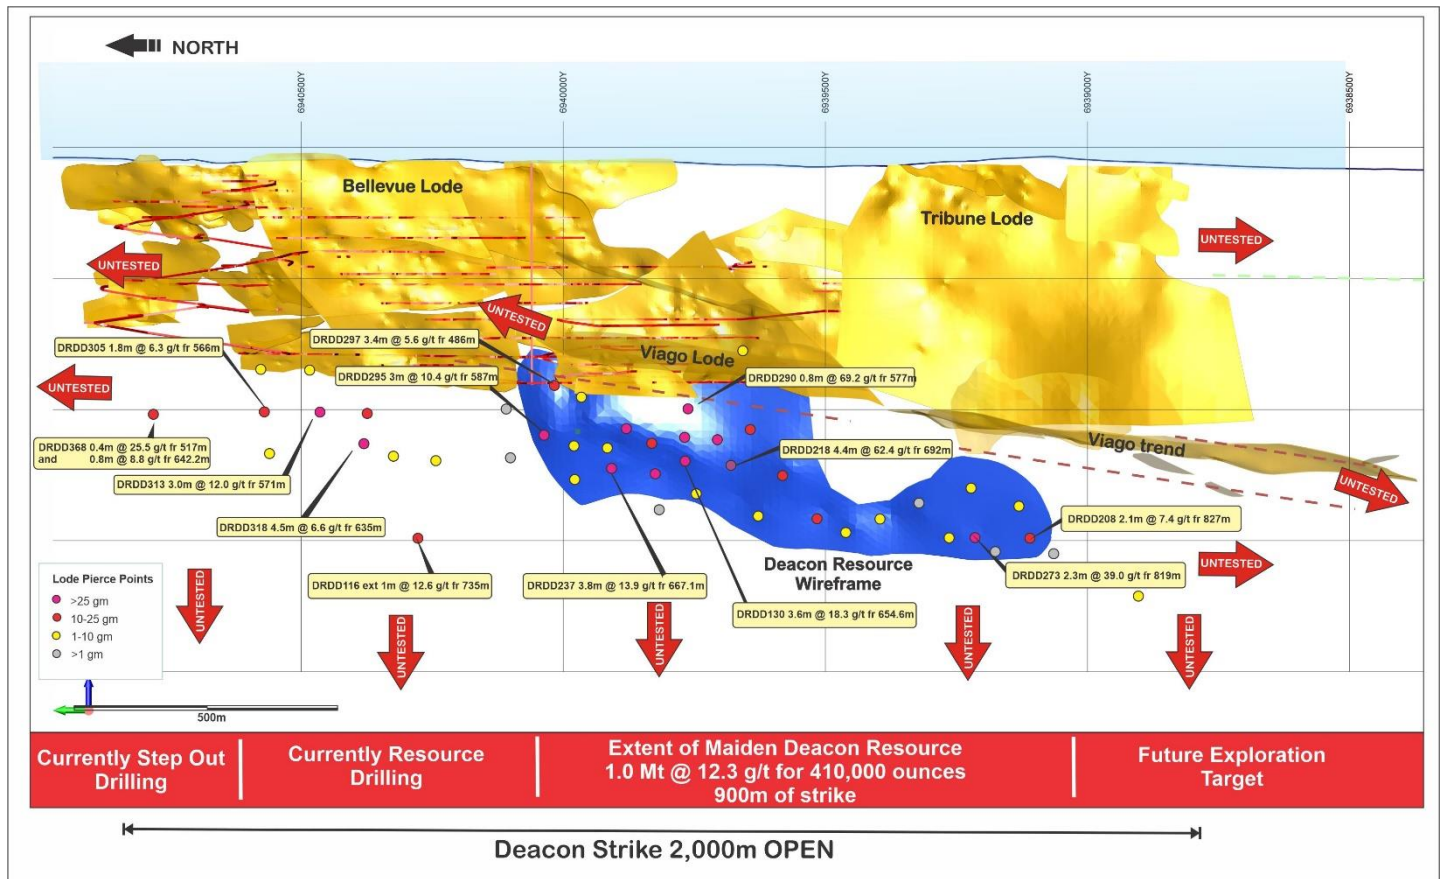 NORTH
6940500Y
6940000Y
6939500Y
6939000Y
6938500Y
Bellevue Lode
Tribune Lode
UNTESTED
UNTESTED
UNTESTED
DRDD305 1.8m @ 6.3 g/t fr 566m
DRDD297 3.4m @ 5.6 g/t fr 486m
Viago Lode
DRDD295 3m @ 10.4 g/t fr 587m
DRDD290 0.8m @ 69.2 g/t fr 577m
UNTESTED
DRDD368 0.4m @ 25.5 g/t fr 517m
and 0.8m @ 8.8 g/t fr 642.2m
Viago trend
DRDD218 4.4m @ 62.4 g/t fr 692m
DRDD313 3.0m @ 12.0 g/t fr 571m
UNTESTED
DRDD318 4.5m @ 6.6 g/t fr 635m
DRDD208 2.1m @ 7.4 g/t fr 827m
Deacon Resource
Wireframe
UNTESTED
DRDD273 2.3m @ 39.0 g/t fr 819m
DRDD116 ext 1m @ 12.6 g/t fr 735m
DRDD237 3.8m @ 13.9 g/t fr 667.1m
DRDD130 3.6m @ 18.3 g/t fr 654.6m
Lode Pierce Points
>25 gm
10-25 gm
1-10 gm
>1 gm
UNTESTED
UNTESTED
UNTESTED
UNTESTED
UNTESTED
500m
Currently Step Out
Drilling
Currently Resource
Drilling
Extent of Maiden Deacon Resource
1.0 Mt @ 12.3 g/t for 410,000 ounces
900m of strike
Future Exploration
Target
Deacon Strike 2,000m OPEN